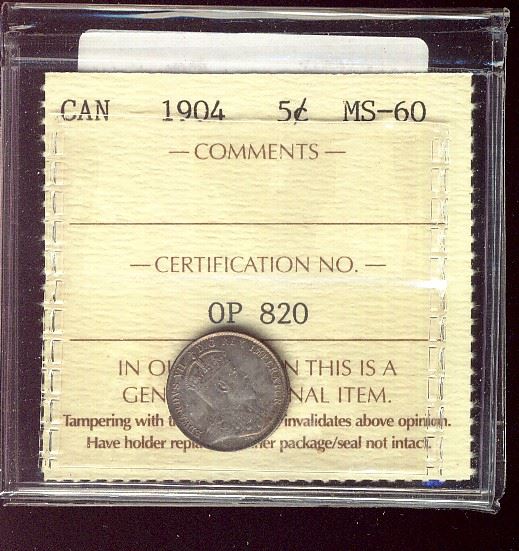 CAN 1904 5¢ MS-60
— COMMENTS —
— CERTIFICATION NO. —
OP 820
IN THIS IS A
ITEM.
Tampering with invalidates above opinion.
Have holder package/seal not intact.